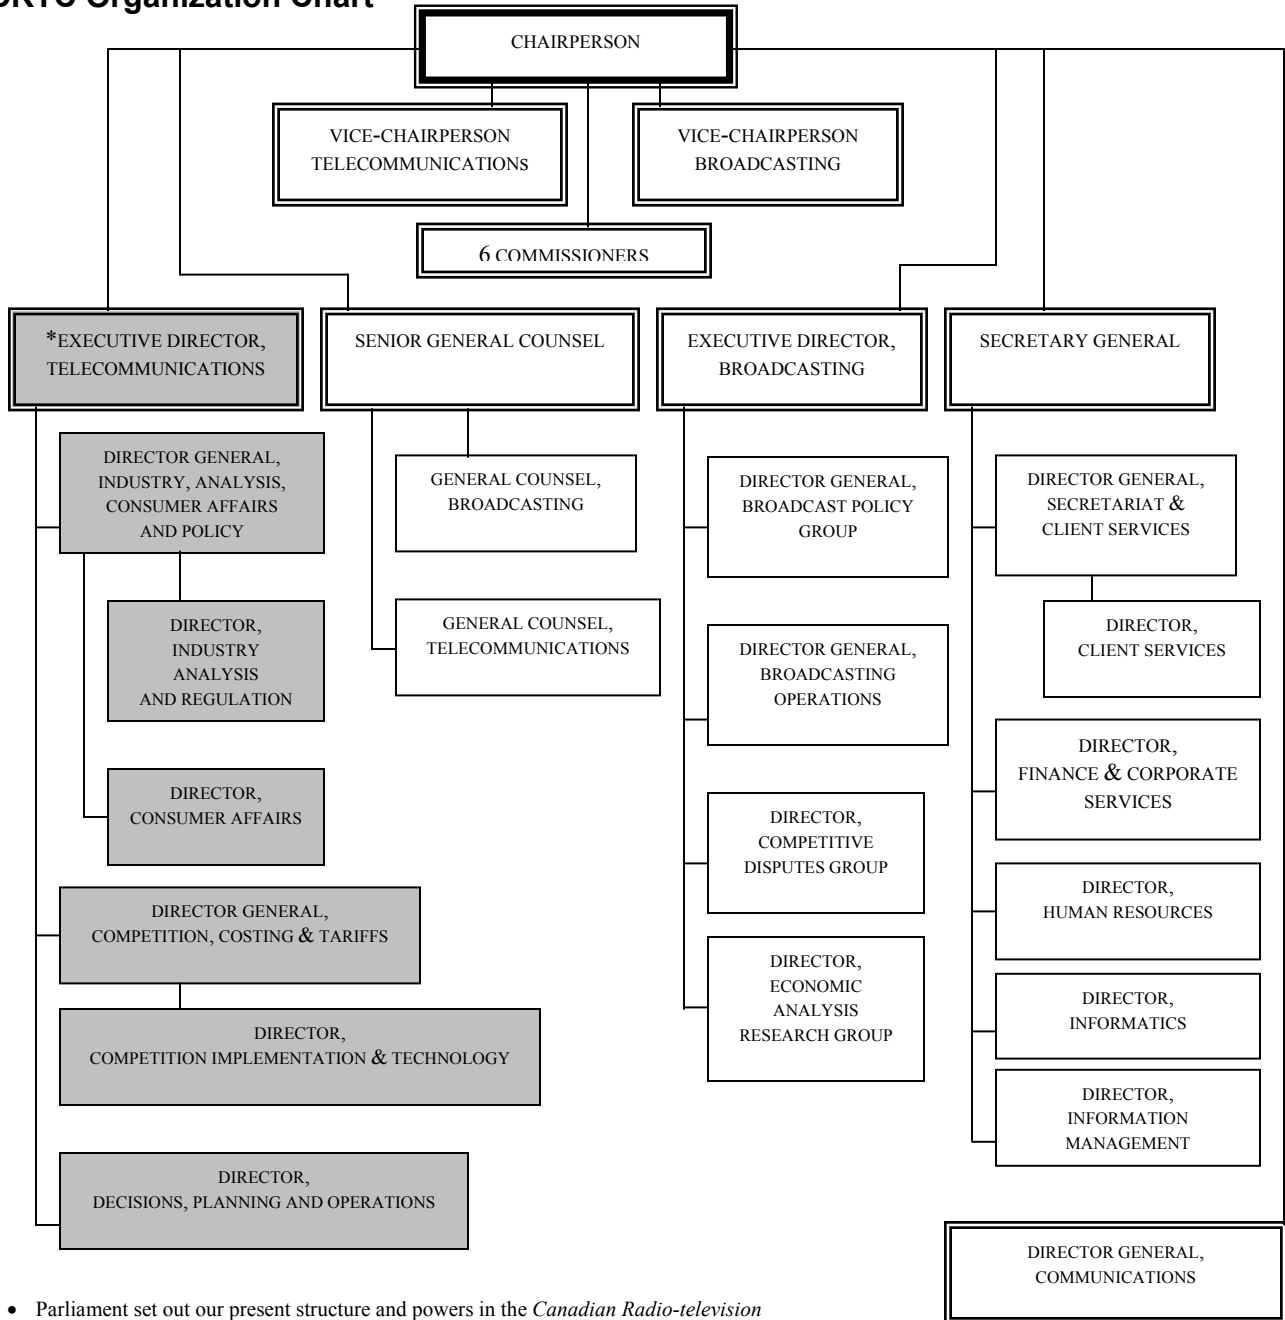 Organization Chart
CHAIRPERSON
VICE-CHAIRPERSON
TELECOMMUNICATIONs
VICE-CHAIRPERSON
BROADCASTING
6 COMMISSIONERS
*EXECUTIVE DIRECTOR,
TELECOMMUNICATIONS
SENIOR GENERAL COUNSEL
EXECUTIVE DIRECTOR,
BROADCASTING
SECRETARY GENERAL
DIRECTOR GENERAL,
INDUSTRY, ANALYSIS,
CONSUMER AFFAIRS
AND POLICY
DIRECTOR,
INDUSTRY
ANALYSIS
AND REGULATION
DIRECTOR,
CONSUMER AFFAIRS
DIRECTOR GENERAL,
COMPETITION, COSTING & TARIFFS
DIRECTOR,
COMPETITION IMPLEMENTATION & TECHNOLOGY
DIRECTOR,
DECISIONS, PLANNING AND OPERATIONS
GENERAL COUNSEL,
BROADCASTING
GENERAL COUNSEL,
TELECOMMUNICATIONS
DIRECTOR GENERAL,
BROADCAST POLICY
GROUP
DIRECTOR GENERAL,
BROADCASTING
OPERATIONS
DIRECTOR,
COMPETITIVE
DISPUTES GROUP
DIRECTOR,
ECONOMIC
ANALYSIS
RESEARCH GROUP
DIRECTOR GENERAL,
SECRETARIAT &
CLIENT SERVICES
DIRECTOR,
CLIENT SERVICES
DIRECTOR,
FINANCE & CORPORATE
SERVICES
DIRECTOR,
HUMAN RESOURCES
DIRECTOR,
INFORMATICS
DIRECTOR,
INFORMATION
MANAGEMENT
DIRECTOR GENERAL,
COMMUNICATIONS
• Parliament set out our present structure and powers in the Canadian Radio-television